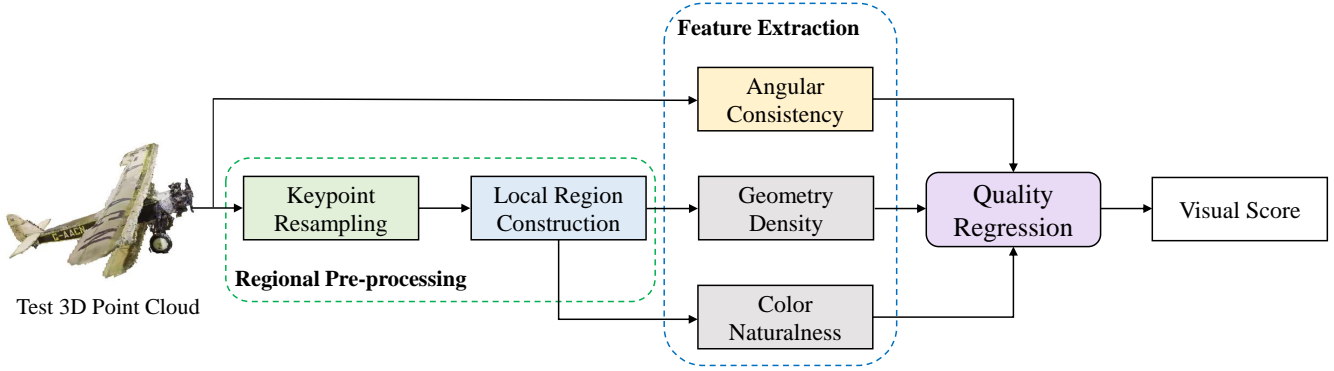 Feature Extraction
Angular
Consistency
Keypoint
Resampling
Local Region
Construction
Geometry
Density
Quality
Regression
Visual Score
Regional Pre-processing
Color
Naturalness
Test 3D Point Cloud
G-AACN